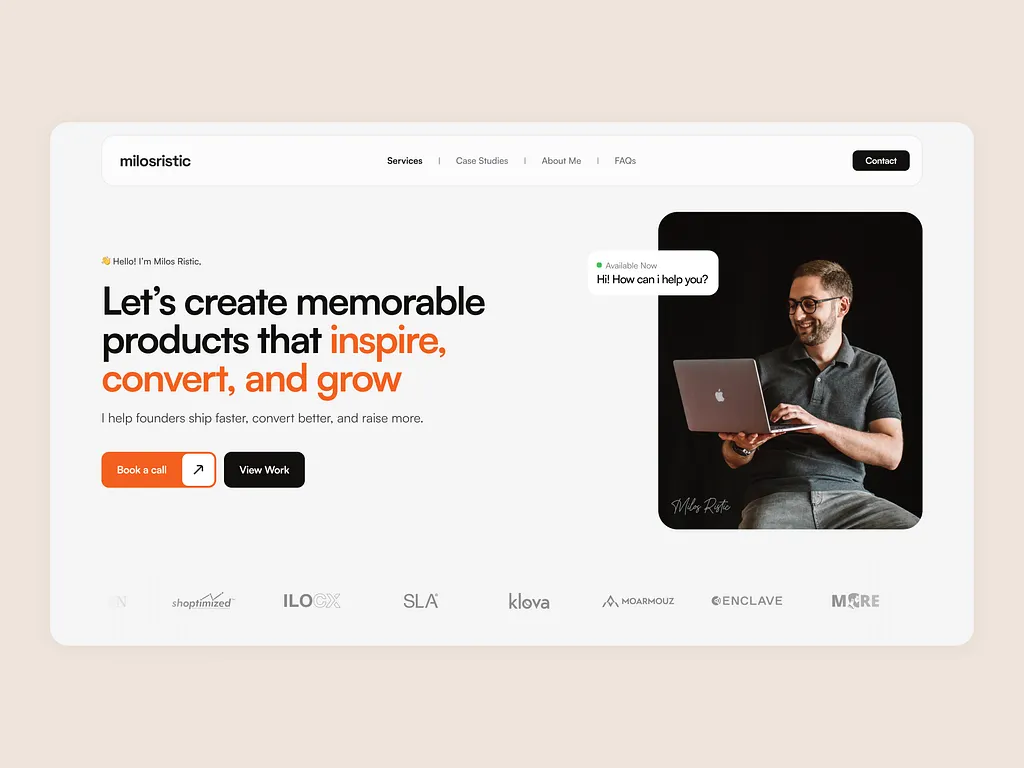 milosristic
Services | Case Studies | About Me | FAQs
Contact
👋 Hello! I'm Milos Ristic,
Let's create memorable
products that inspire,
convert, and grow
I help founders ship faster, convert better, and raise more.
Book a call
View Work
Available Now
Hi! How can i help you?
Milos Ristic
shoptimized™
ILOCX
SLA
klova
MOARMOUZ
ENCLAVE
MORE